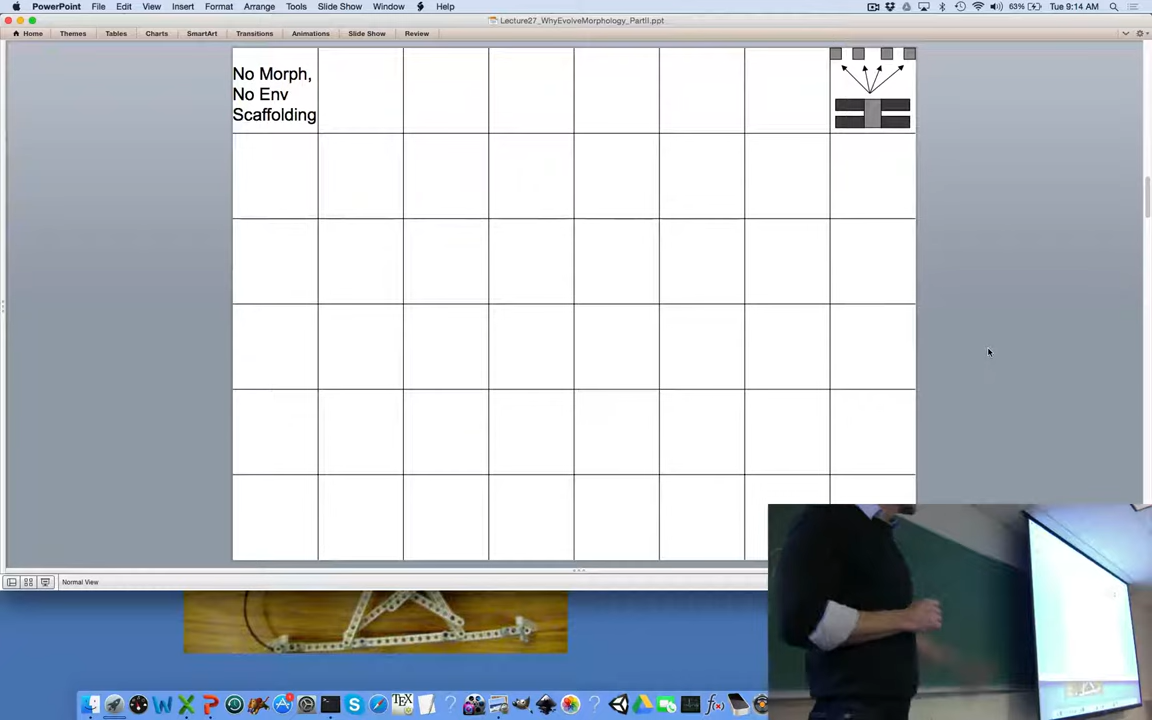 PowerPoint File Edit View Insert Format Arrange Tools Slide Show Window Help 63% Tue 9:14 AM
Lecture27_WhyEvolveMorphology_PartII.ppt
Home Themes Tables Charts SmartArt Transitions Animations Slide Show Review
No Morph,
No Env
Scaffolding
Normal View